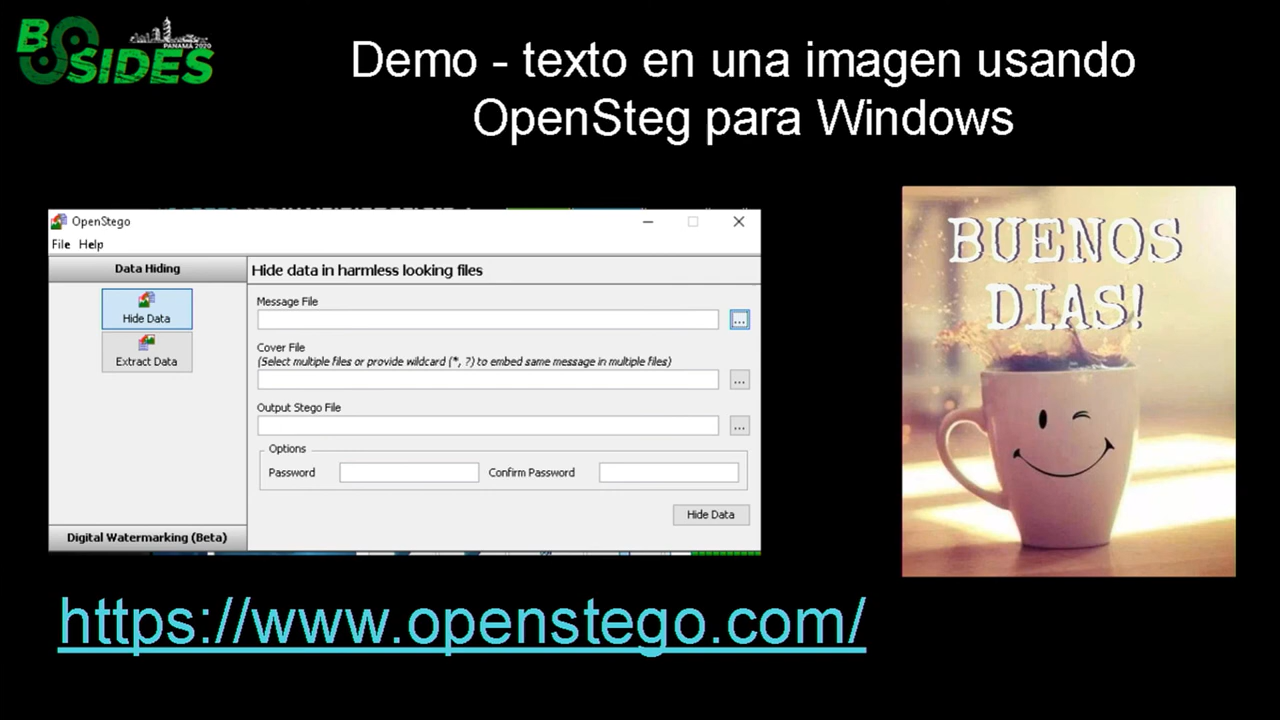 BSIDES
PANAMÁ 2020
Demo - texto en una imagen usando
OpenSteg para Windows
OpenStego
File Help
Data Hiding
Hide Data
Extract Data
Digital Watermarking (Beta)
Hide data in harmless looking files
Message File
...
Cover File
(Select multiple files or provide wildcard (*, ?) to embed same message in multiple files)
...
Output Stego File
...
Options
Password
Confirm Password
Hide Data
BUENOS
DIAS!
https://www.openstego.com/